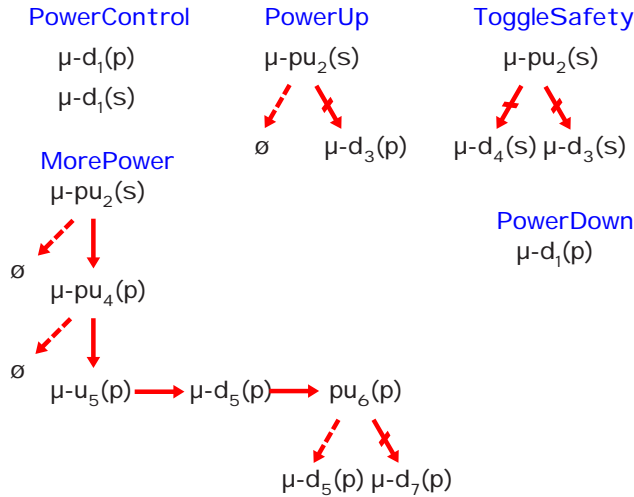 PowerControl PowerUp ToggleSafety
μ-d₁(p) μ-pu₂(s) μ-pu₂(s)
μ-d₁(s)
ø μ-d₃(p) μ-d₄(s) μ-d₃(s)
MorePower
μ-pu₂(s)
PowerDown
μ-d₁(p)
ø
μ-pu₄(p)
ø
μ-u₅(p) μ-d₅(p) pu₆(p)
μ-d₅(p) μ-d₇(p)